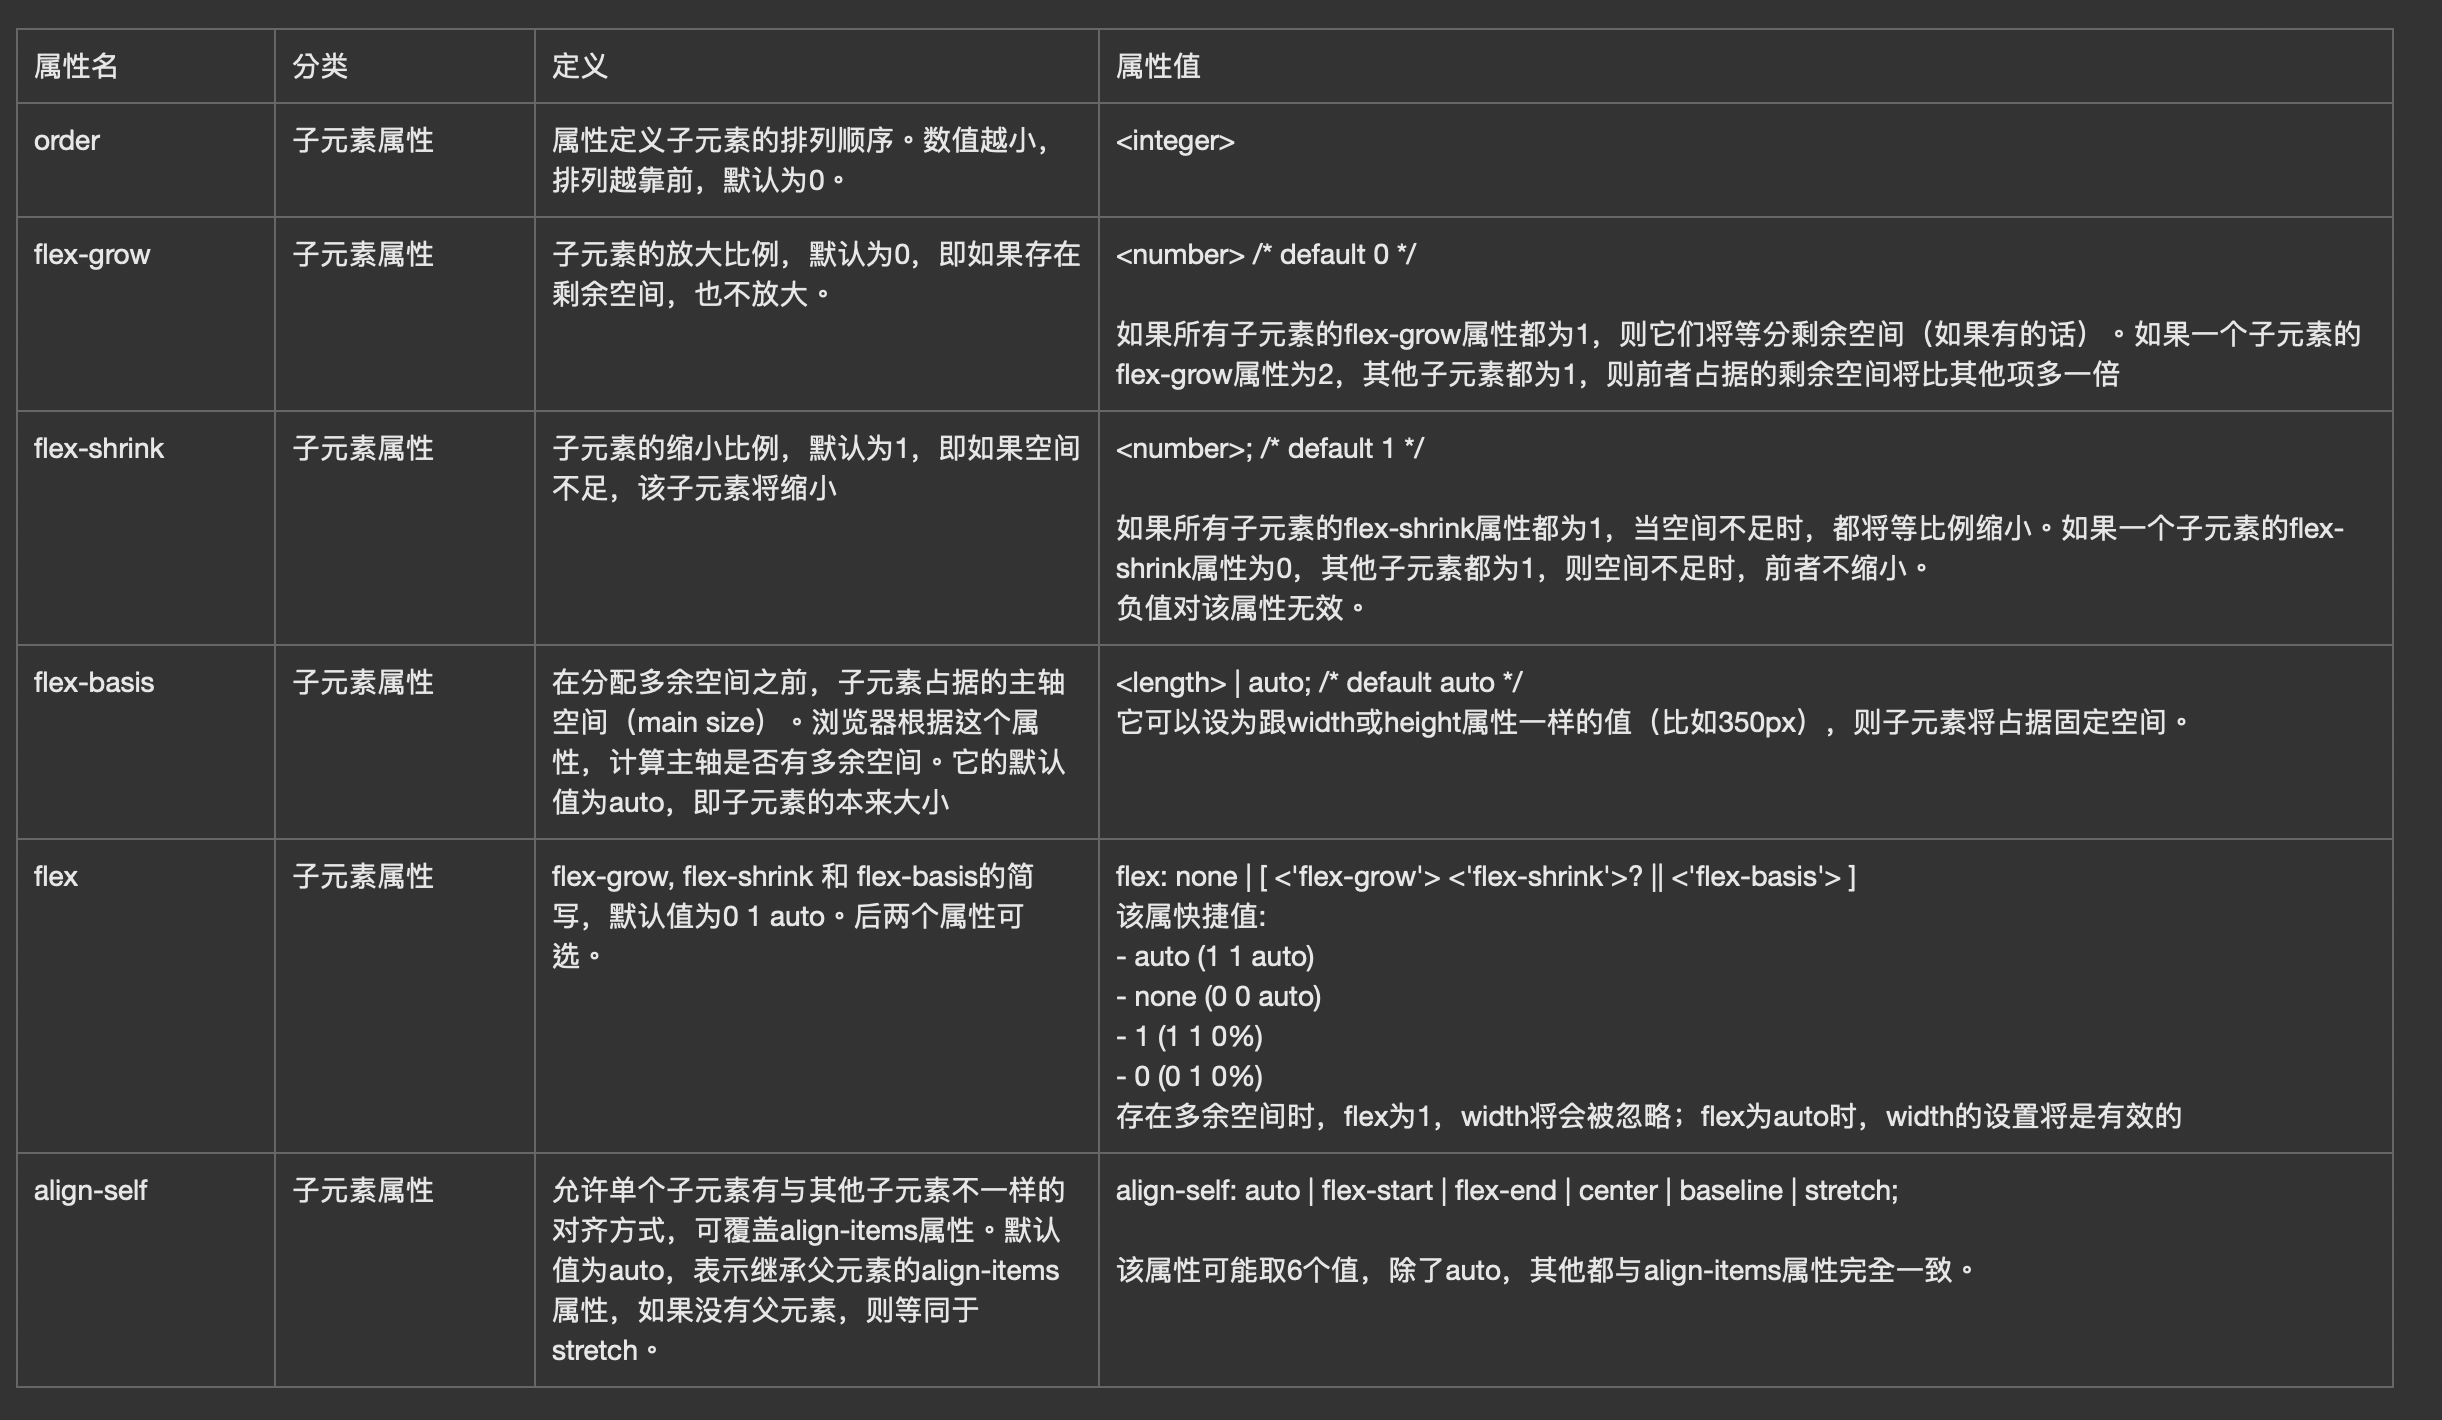 属性名
分类
定义
属性值
order
子元素属性
属性定义子元素的排列顺序。数值越小，
排列越靠前，默认为0。
<integer>
flex-grow
子元素属性
子元素的放大比例，默认为0，即如果存在
剩余空间，也不放大。
<number> /* default 0 */
如果所有子元素的flex-grow属性都为1，则它们将等分剩余空间（如果有的话）。如果一个子元素的
flex-grow属性为2，其他子元素都为1，则前者占据的剩余空间将比其他项多一倍
flex-shrink
子元素属性
子元素的缩小比例，默认为1，即如果空间
不足，该子元素将缩小
<number>; /* default 1 */
如果所有子元素的flex-shrink属性都为1，当空间不足时，都将等比例缩小。如果一个子元素的flex-
shrink属性为0，其他子元素都为1，则空间不足时，前者不缩小。
负值对该属性无效。
flex-basis
子元素属性
在分配多余空间之前，子元素占据的主轴
空间（main size）。浏览器根据这个属
性，计算主轴是否有多余空间。它的默认
值为auto，即子元素的本来大小
<length> | auto; /* default auto */
它可以设为跟width或height属性一样的值（比如350px），则子元素将占据固定空间。
flex
子元素属性
flex-grow, flex-shrink 和 flex-basis的简
写，默认值为0 1 auto。后两个属性可
选。
flex: none | [ <'flex-grow'> <'flex-shrink'>? || <'flex-basis'> ]
该属快捷值:
- auto (1 1 auto)
- none (0 0 auto)
- 1 (1 1 0%)
- 0 (0 1 0%)
存在多余空间时，flex为1，width将会被忽略；flex为auto时，width的设置将是有效的
align-self
子元素属性
允许单个子元素有与其他子元素不一样的
对齐方式，可覆盖align-items属性。默认
值为auto，表示继承父元素的align-items
属性，如果没有父元素，则等同于
stretch。
align-self: auto | flex-start | flex-end | center | baseline | stretch;
该属性可能取6个值，除了auto，其他都与align-items属性完全一致。